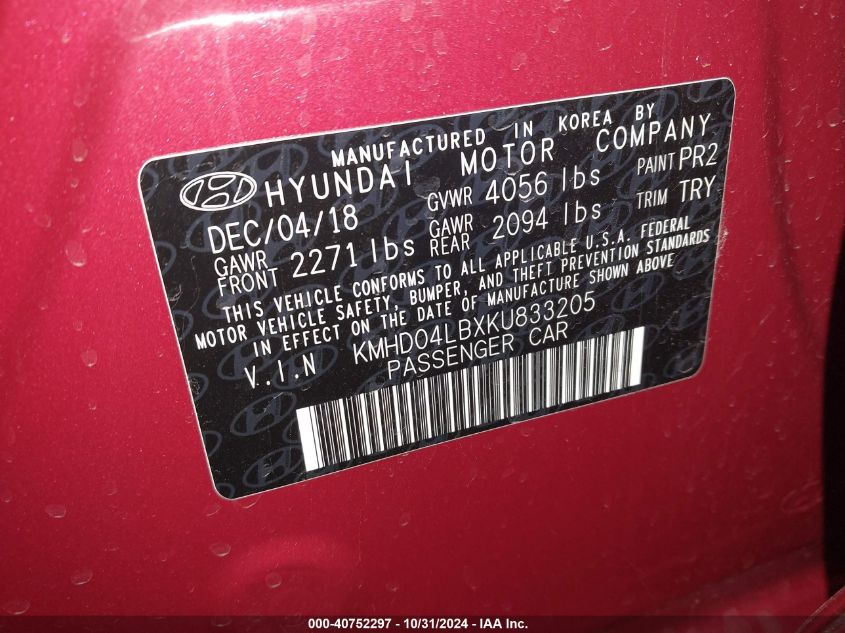 MANUFACTURED IN KOREA BY
HYUNDAI MOTOR COMPANY
DEC/04/18 GVWR 4056 lbs PAINT PR2
GAWR FRONT 2271 lbs GAWR REAR 2094 lbs TRIM TRY
THIS VEHICLE CONFORMS TO ALL APPLICABLE U.S.A. FEDERAL
MOTOR VEHICLE SAFETY, BUMPER, AND THEFT PREVENTION STANDARDS
IN EFFECT ON THE DATE OF MANUFACTURE SHOWN ABOVE
V.I.N KMHD04LBXKU833205
PASSENGER CAR
000-40752297 - 10/31/2024 - IAA Inc.